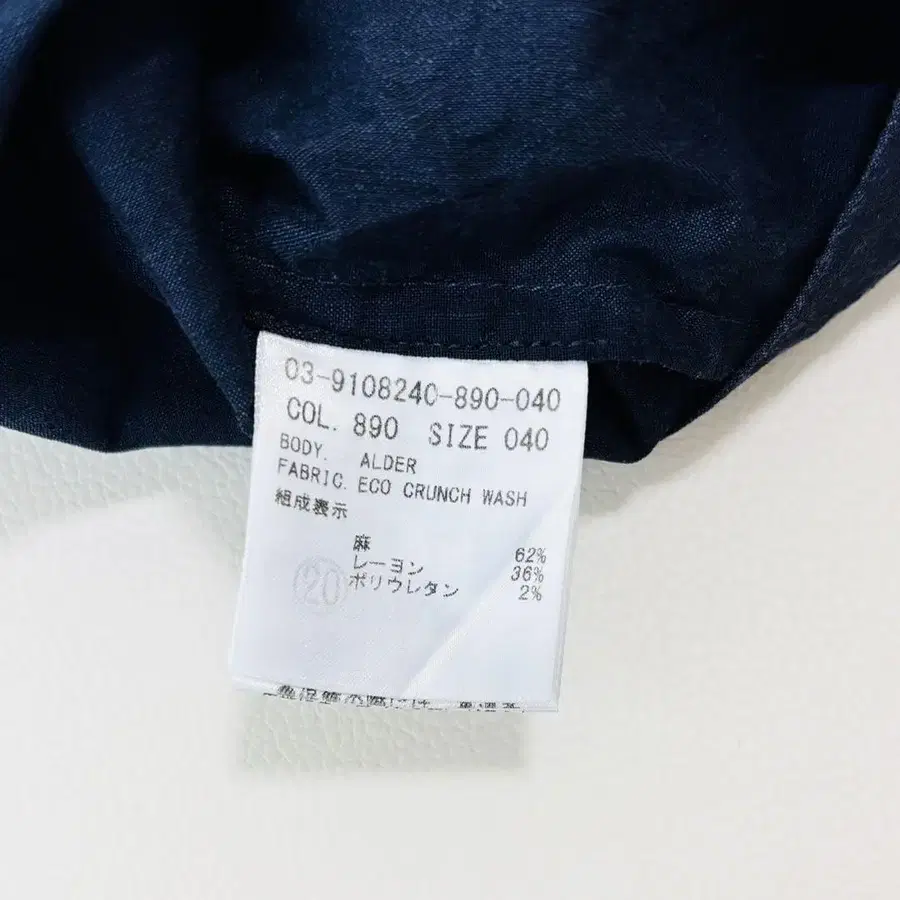 03-9108240-890-040
COL. 890 SIZE 040
BODY. ALDER
FABRIC. ECO CRUNCH WASH
組成表示
麻 62%
レーヨン 36%
ポリウレタン 2%
20